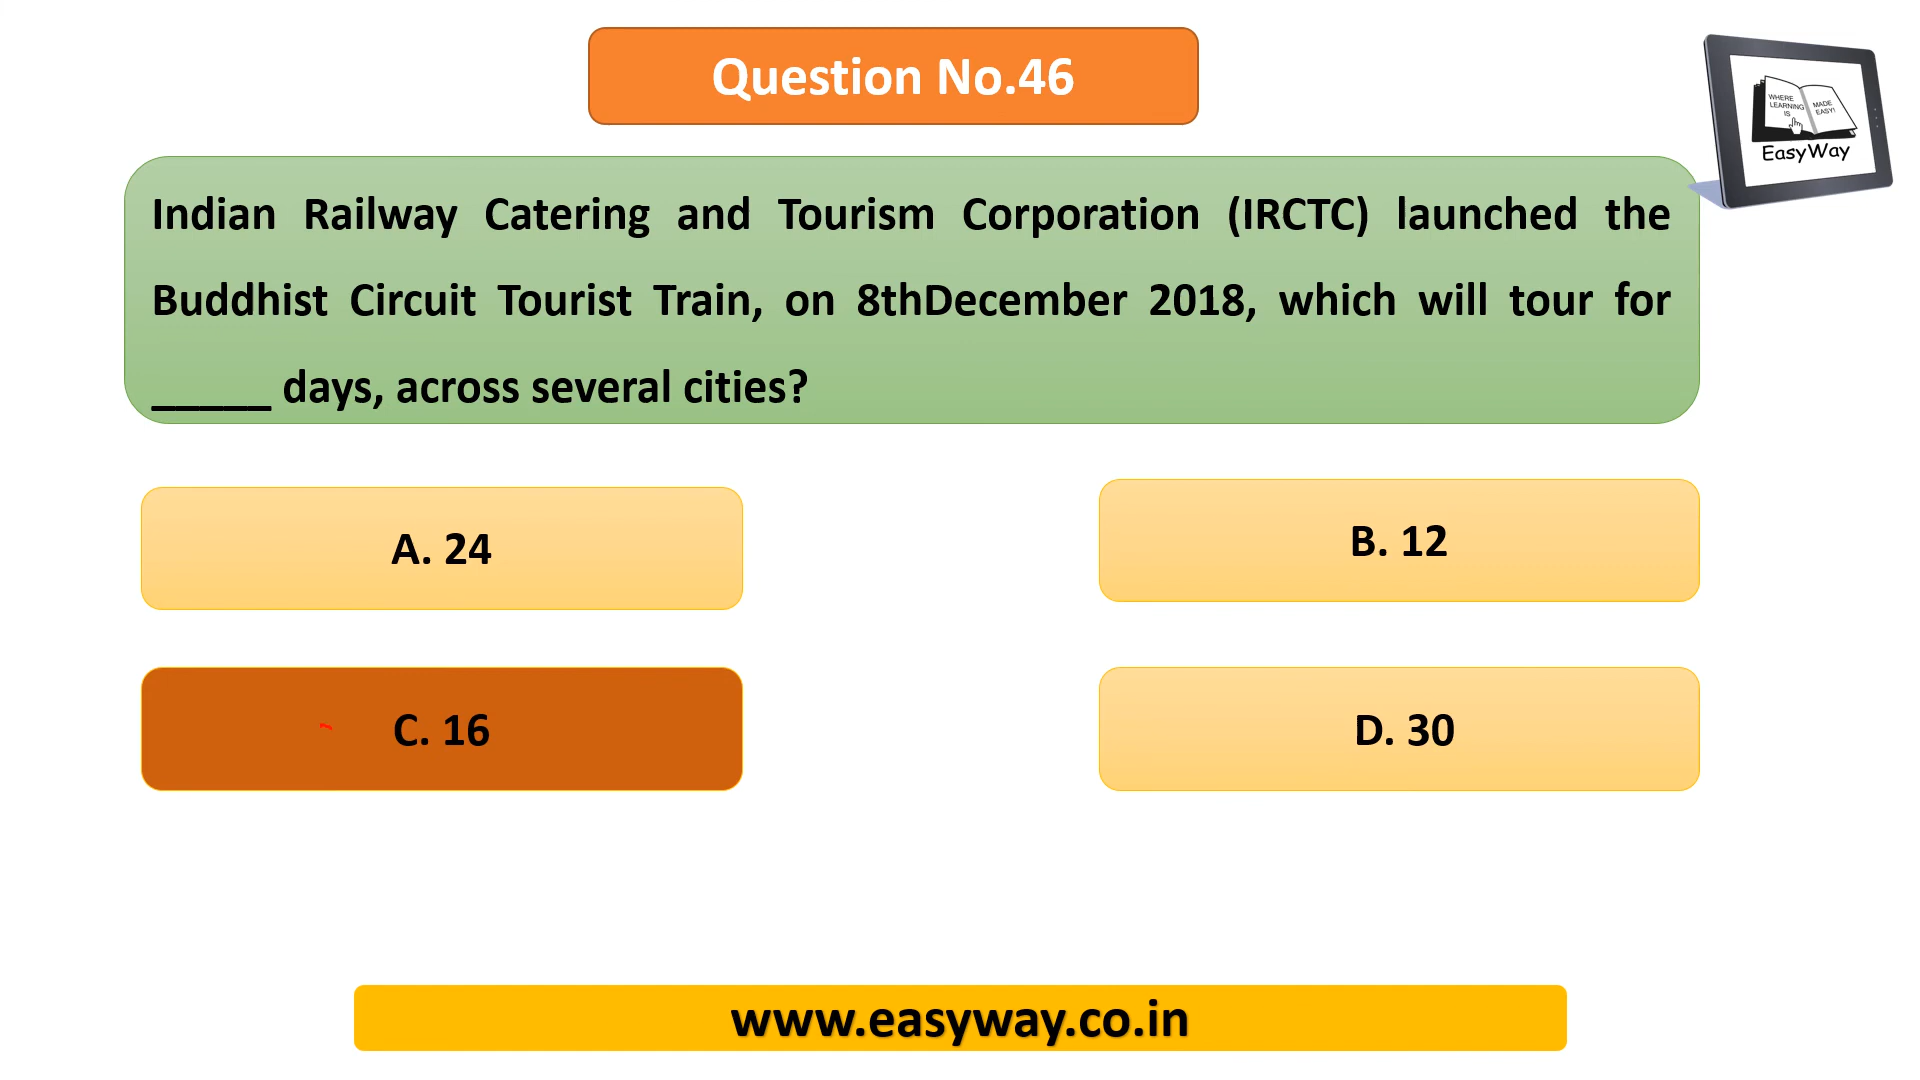 Question No.46
WHERE
LEARNING
IS
MADE
EASY!
EasyWay
Indian Railway Catering and Tourism Corporation (IRCTC) launched the
Buddhist Circuit Tourist Train, on 8thDecember 2018, which will tour for
_____ days, across several cities?
A. 24
B. 12
C. 16
D. 30
www.easyway.co.in